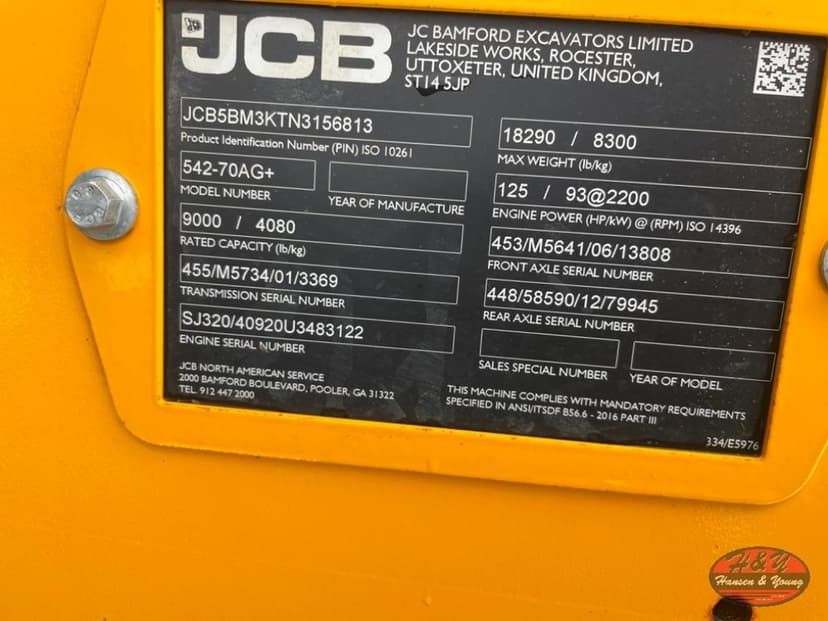 JCB
JC BAMFORD EXCAVATORS LIMITED
LAKESIDE WORKS, ROCESTER,
UTTOXETER, UNITED KINGDOM,
ST14 5JP
JCB5BM3KTN3156813
Product Identification Number (PIN) ISO 10261
542-70AG+
MODEL NUMBER
YEAR OF MANUFACTURE
9000 / 4080
RATED CAPACITY (lb/kg)
455/M5734/01/3369
TRANSMISSION SERIAL NUMBER
SJ320/40920U3483122
ENGINE SERIAL NUMBER
18290 / 8300
MAX WEIGHT (lb/kg)
125 / 93@2200
ENGINE POWER (HP/kW) @ (RPM) ISO 14396
453/M5641/06/13808
FRONT AXLE SERIAL NUMBER
448/58590/12/79945
REAR AXLE SERIAL NUMBER
SALES SPECIAL NUMBER
YEAR OF MODEL
JCB NORTH AMERICAN SERVICE
2000 BAMFORD BOULEVARD, POOLER, GA 31322
TEL. 912 447 2000
THIS MACHINE COMPLIES WITH MANDATORY REQUIREMENTS
SPECIFIED IN ANSI/ITSDF B56.6 - 2016 PART III
334/E5976
H&Y
Hansen & Young